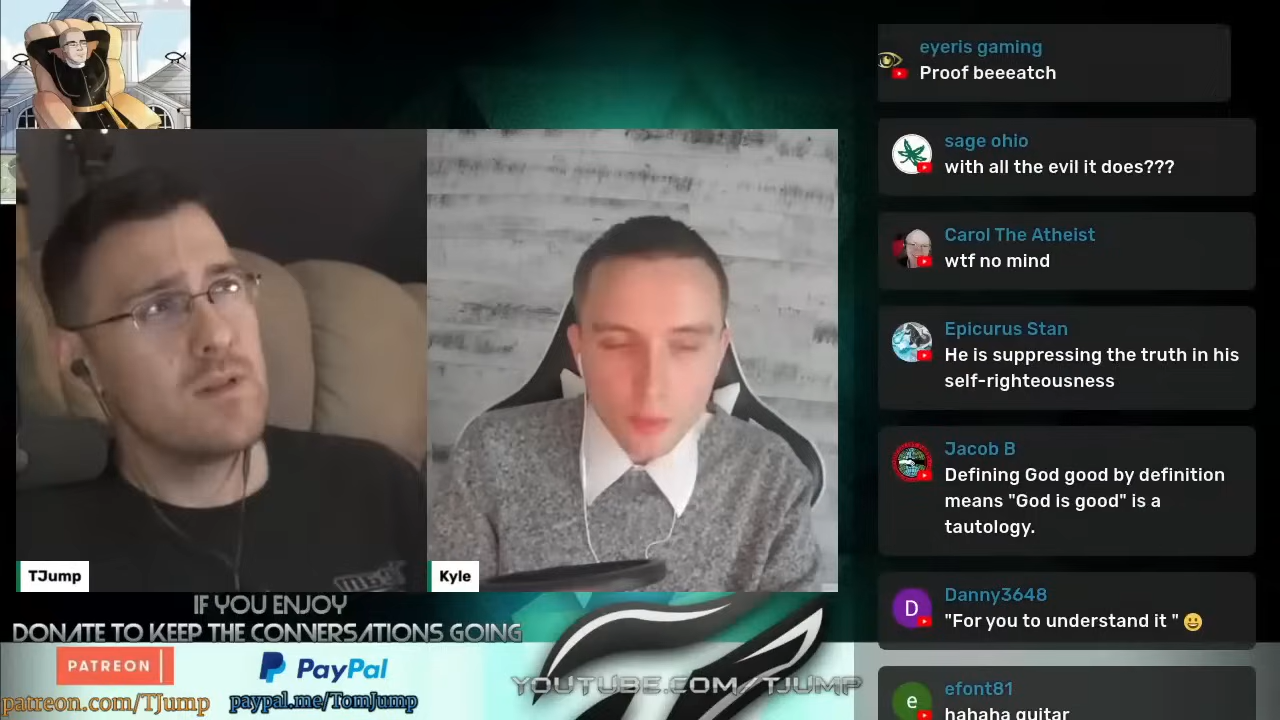 eyeris gaming
Proof beeeatch
sage ohio
with all the evil it does???
Carol The Atheist
wtf no mind
Epicurus Stan
He is suppressing the truth in his
self-righteousness
Jacob B
Defining God good by definition
means "God is good" is a
tautology.
Danny3648
D
"For you to understand it " 😀
efont81
e
hahaha guitar
TJump
Kyle
IF YOU ENJOY
DONATE TO KEEP THE CONVERSATIONS GOING
PATREON
PayPal
patreon.com/TJump
paypal.me/TomJump
YOUTUBE.COM/TJUMP